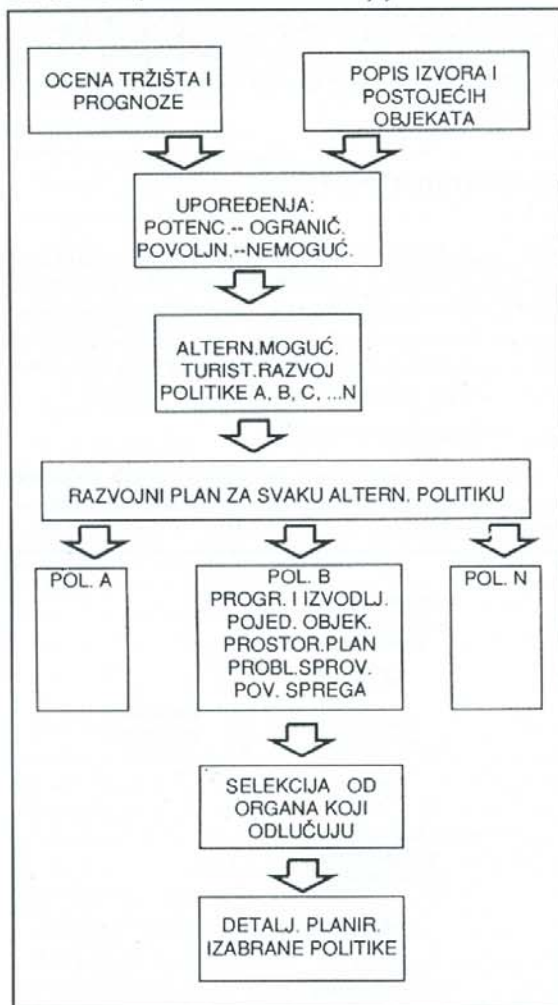 OCENA TRŽIŠTA I
PROGNOZE
POPIS IZVORA I
POSTOJEĆIH
OBJEKATA
UPOREĐENJA:
POTENC.-- OGRANIČ.
POVOLJN.--NEMOGUĆ.
ALTERN.MOGUĆ.
TURIST.RAZVOJ
POLITIKE A, B, C, ...N
RAZVOJNI PLAN ZA SVAKU ALTERN. POLITIKU
POL. A
POL. B
PROGR. I IZVODLJ.
POJED. OBJEK.
PROSTOR.PLAN
PROBL.SPROV.
POV. SPREGA
POL. N
SELEKCIJA OD
ORGANA KOJI
ODLUČUJU
DETALJ. PLANIR.
IZABRANE POLITIKE